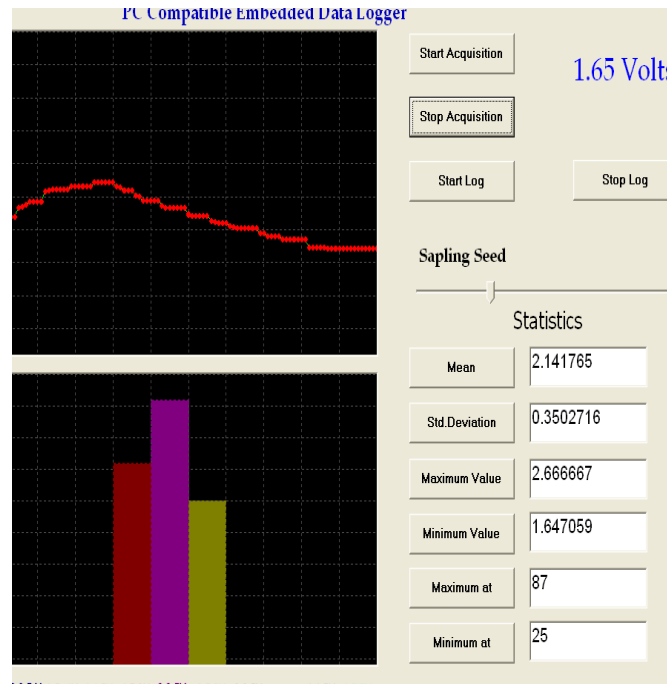 PC Compatible Embedded Data Logger
Start Acquisition
1.65 Volts
Stop Acquisition
Start Log
Stop Log
Sapling Seed
Statistics
Mean
2.141765
Std.Deviation
0.3502716
Maximum Value
2.666667
Minimum Value
1.647059
Maximum at
87
Minimum at
25